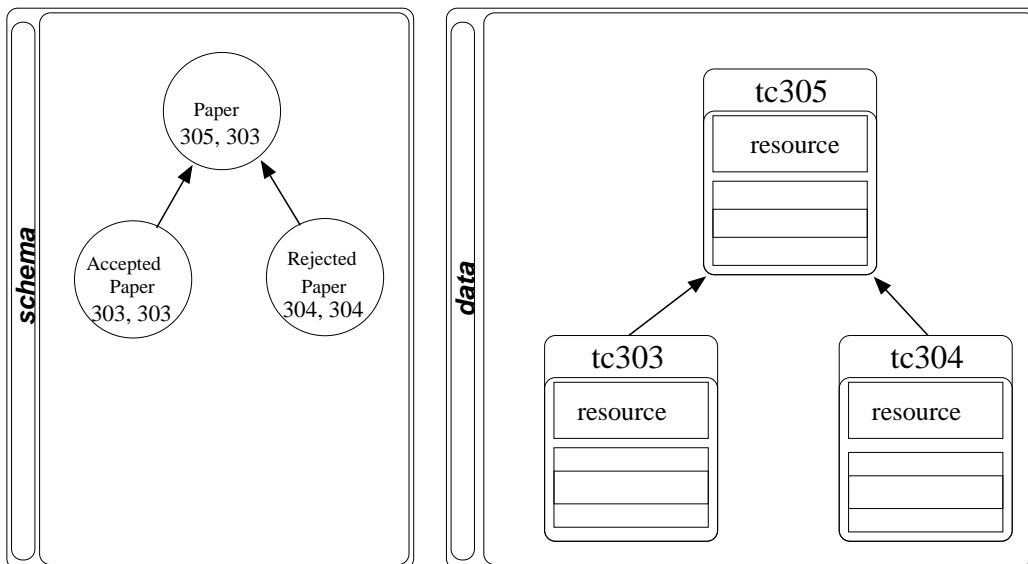 schema
Paper
305, 303
Accepted
Paper
303, 303
Rejected
Paper
304, 304
data
tc305
resource
tc303
resource
tc304
resource